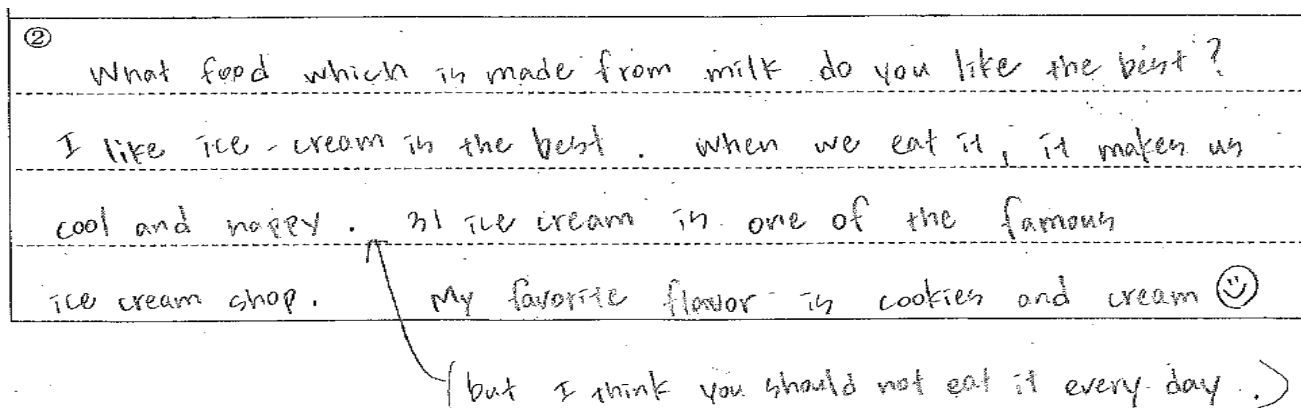 ②
What food which is made from milk do you like the best?
I like ice-cream is the best. When we eat it, it makes us
cool and happy. 31 ice cream is one of the famous
ice cream shop. My favorite flavor is cookies and cream ☺
(but I think you should not eat it every day.)